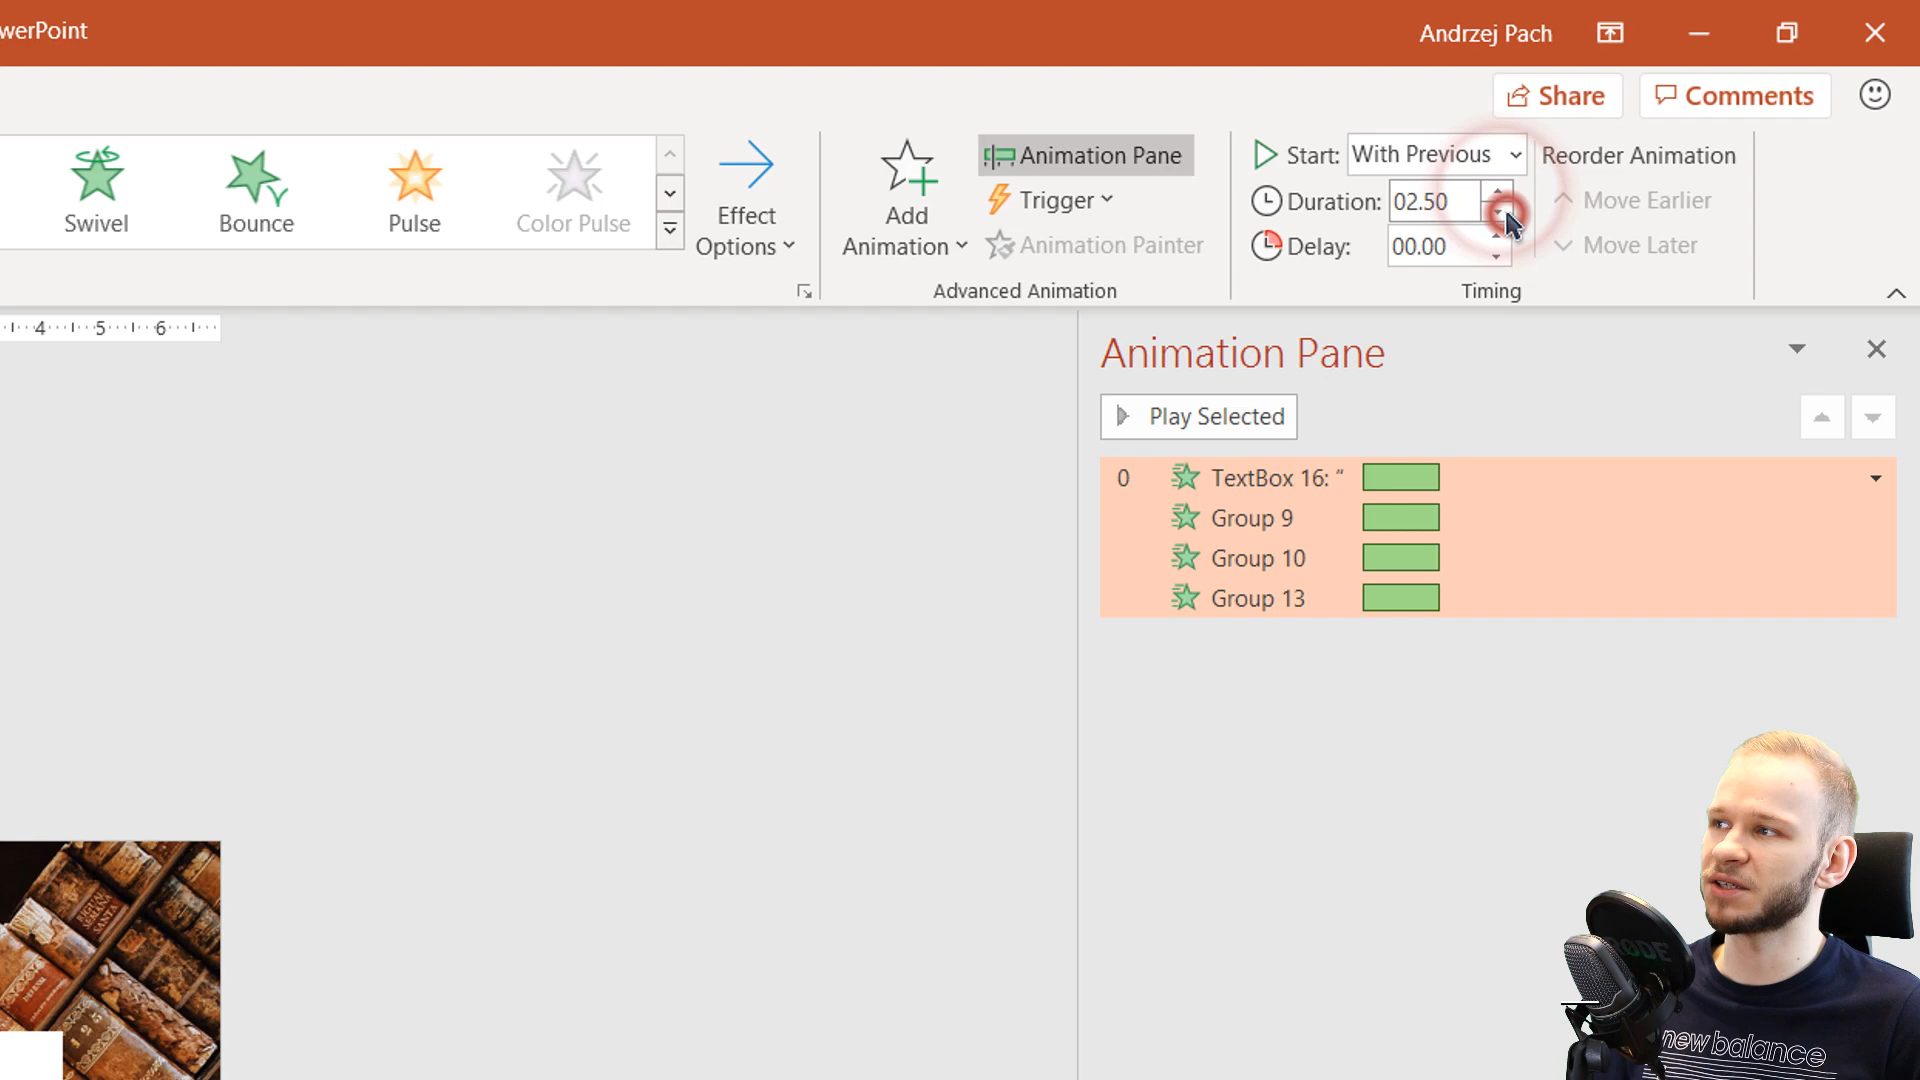 werPoint
Andrzej Pach
Share
Comments
Swivel
Bounce
Pulse
Color Pulse
Effect
Options
Add
Animation
Animation Pane
Trigger
Animation Painter
Advanced Animation
Start: With Previous
Duration: 02.50
Delay: 00.00
Reorder Animation
Move Earlier
Move Later
Timing
4 5 6
Animation Pane
Play Selected
0 TextBox 16: “
Group 9
Group 10
Group 13
RODE
new balance